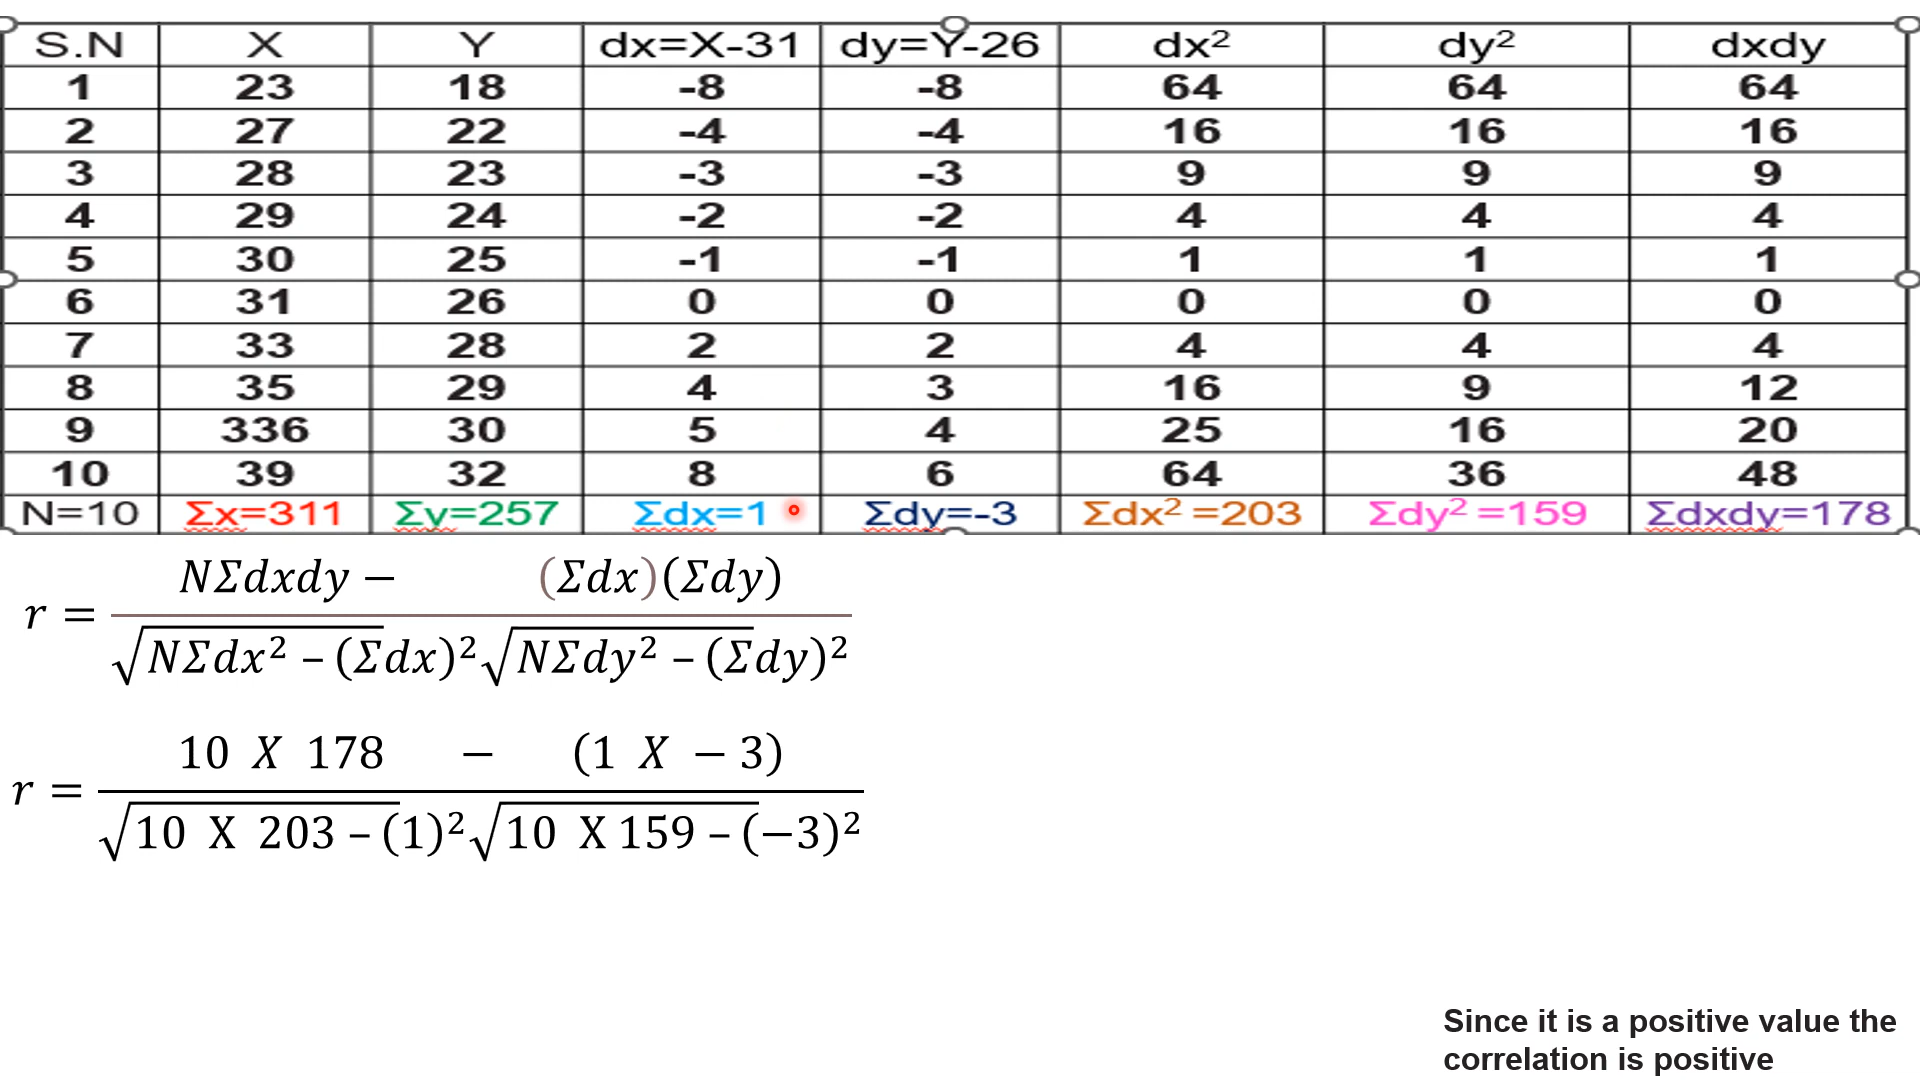 S.N X Y dx=X-31 dy=Y-26 dx² dy² dxdy
1 23 18 -8 -8 64 64 64
2 27 22 -4 -4 16 16 16
3 28 23 -3 -3 9 9 9
4 29 24 -2 -2 4 4 4
5 30 25 -1 -1 1 1 1
6 31 26 0 0 0 0 0
7 33 28 2 2 4 4 4
8 35 29 4 3 16 9 12
9 336 30 5 4 25 16 20
10 39 32 8 6 64 36 48
N=10 Σx=311 Σy=257 Σdx=1 Σdy=-3 Σdx² =203 Σdy² =159 Σdxdy=178
NΣdxdy − (Σdx)(Σdy)
r =
√NΣdx² – (Σdx)² √NΣdy² – (Σdy)²
10 X 178 − (1 X − 3)
r =
√10 X 203 – (1)² √10 X 159 – (−3)²
Since it is a positive value the
correlation is positive